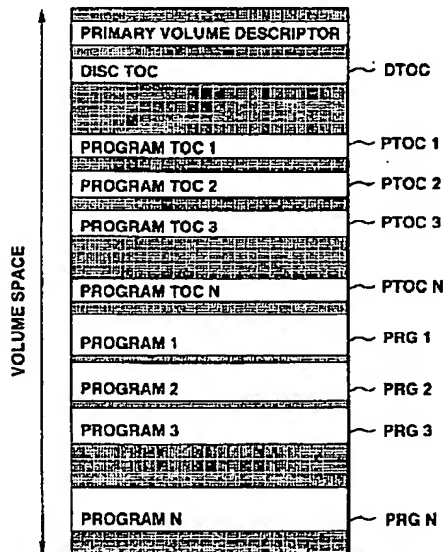 PRIMARY VOLUME DESCRIPTOR
DISC TOC DTOC
PROGRAM TOC 1 PTOC 1
PROGRAM TOC 2 PTOC 2
PROGRAM TOC 3 PTOC 3
PROGRAM TOC N PTOC N
PROGRAM 1 PRG 1
PROGRAM 2 PRG 2
PROGRAM 3 PRG 3
PROGRAM N PRG N
VOLUME SPACE